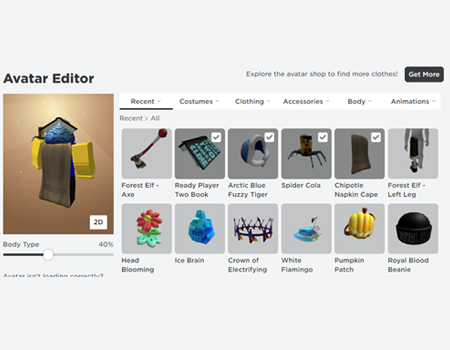 Avatar Editor
Explore the avatar shop to find more clothes! Get More
Recent Costumes Clothing Accessories Body Animations
Recent > All
Forest Elf - Axe
Ready Player Two Book
Arctic Blue Fuzzy Tiger
Spider Cola
Chipotle Napkin Cape
Forest Elf - Left Leg
2D
Body Type 40%
Head Blooming
Ice Brain
Crown of Electrifying
White Flamingo
Pumpkin Patch
Royal Blood Beanie
Avatar isn't loading correctly?